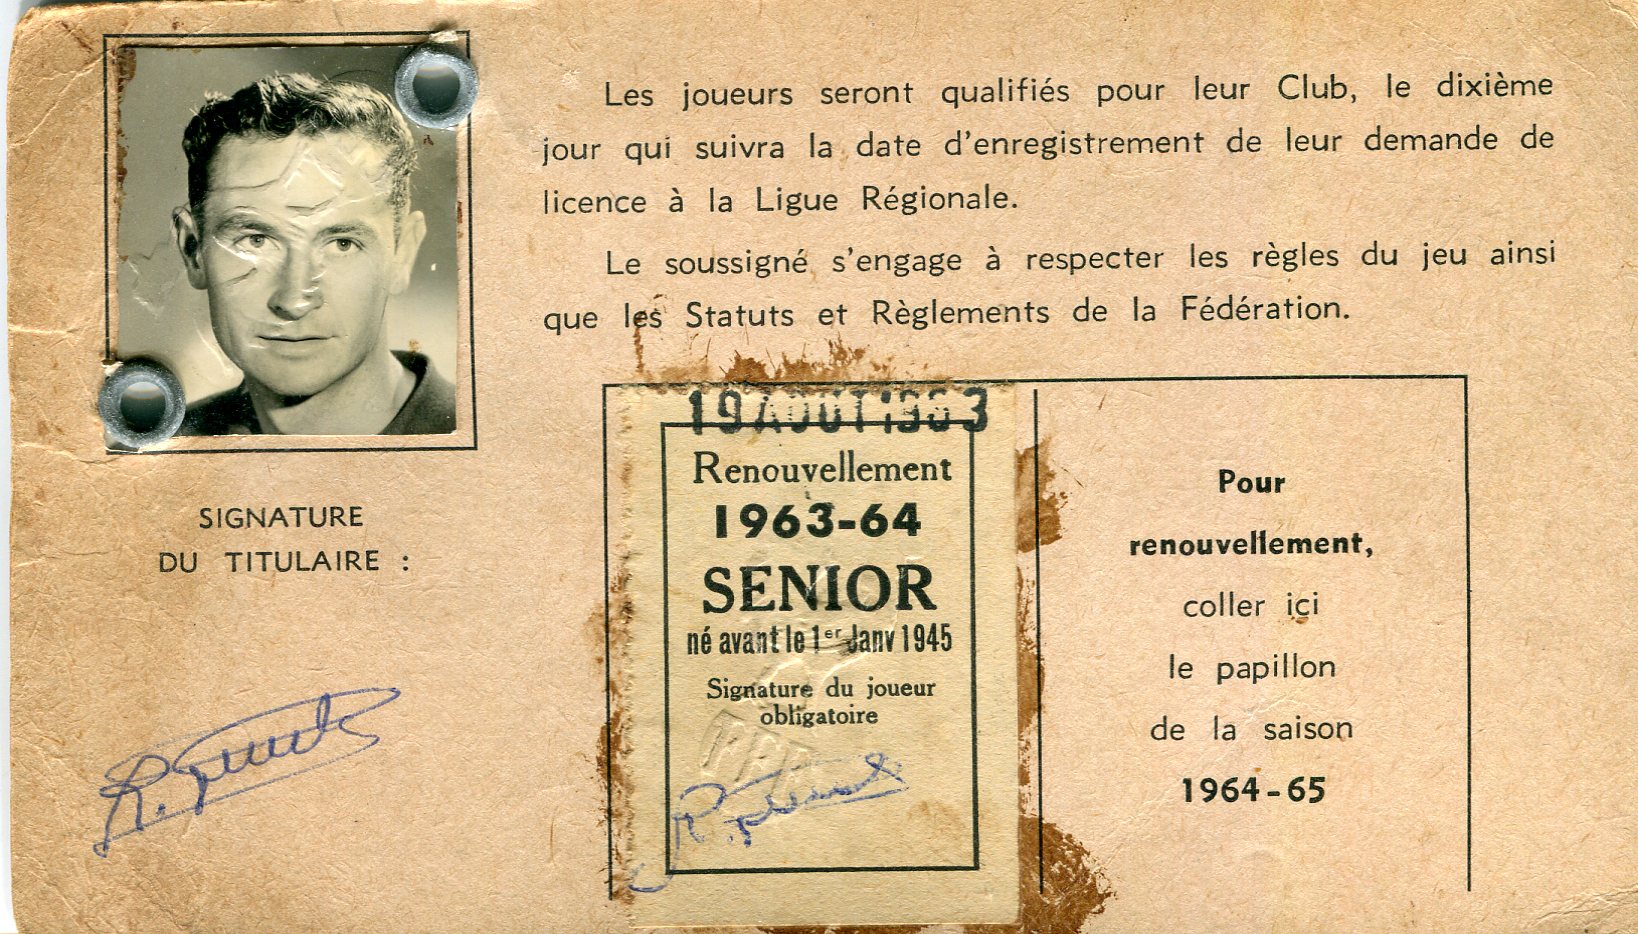 Les joueurs seront qualifiés pour leur Club, le dixième
jour qui suivra la date d'enregistrement de leur demande de
licence à la Ligue Régionale.
Le soussigné s'engage à respecter les règles du jeu ainsi
que les Statuts et Règlements de la Fédération.
SIGNATURE
DU TITULAIRE :
19 AOUT 1963
Renouvellement
1963-64
SENIOR
né avant le 1er Janv 1945
Signature du joueur
obligatoire
Pour
renouvellement,
coller ici
le papillon
de la saison
1964-65